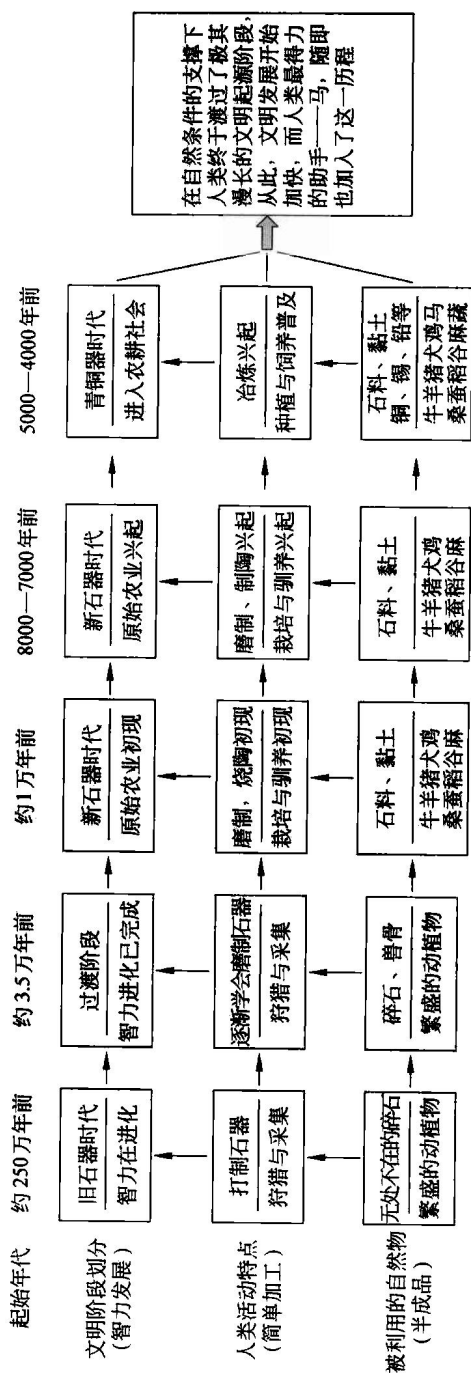 起始年代
约250万年前
约3.5万年前
约1万年前
8000—7000年前
5000—4000年前
文明阶段划分
（智力发展）
旧石器时代
智力在进化
过渡阶段
智力进化已完成
新石器时代
原始农业初现
新石器时代
原始农业兴起
青铜器时代
进入农耕社会
人类活动特点
（简单加工）
打制石器
狩猎与采集
逐渐学会磨制石器
狩猎与采集
磨制，烧陶初现
栽培与驯养初现
磨制、制陶兴起
栽培与驯养兴起
冶炼兴起
种植与饲养普及
被利用的自然物
（半成品）
无处不在的碎石
繁盛的动植物
碎石、兽骨
繁盛的动植物
石料、黏土
牛羊猪犬鸡
桑蚕稻谷麻
石料、黏土
牛羊猪犬鸡
桑蚕稻谷麻
石料、黏土
铜、锡、铅等
牛羊猪犬鸡马
桑蚕稻谷麻蔬
在自然条件的支撑下
人类终于渡过了极其
漫长的文明起源阶段，
从此，文明发展开始
加快，而人类最得力
的助手——马，随即
也加入了这一历程